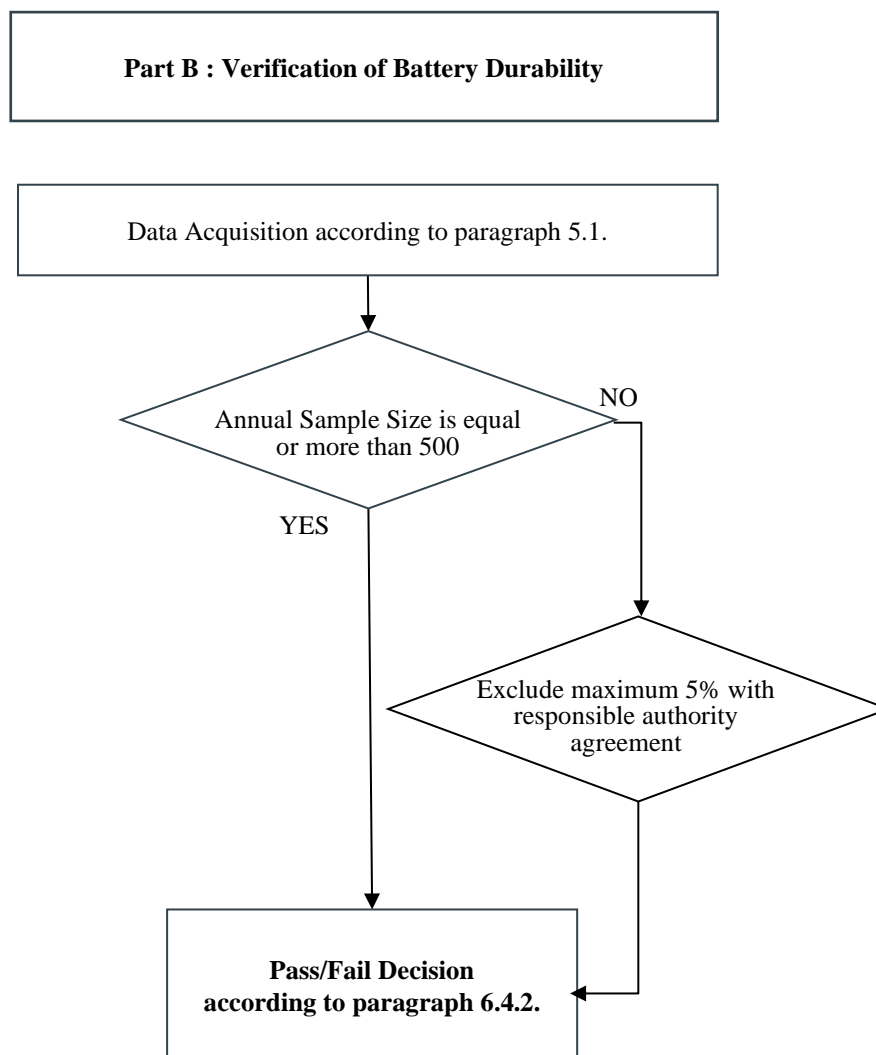 Part B : Verification of Battery Durability
Data Acquisition according to paragraph 5.1.
NO
Annual Sample Size is equal
or more than 500
YES
Exclude maximum 5% with
responsible authority
agreement
Pass/Fail Decision
according to paragraph 6.4.2.